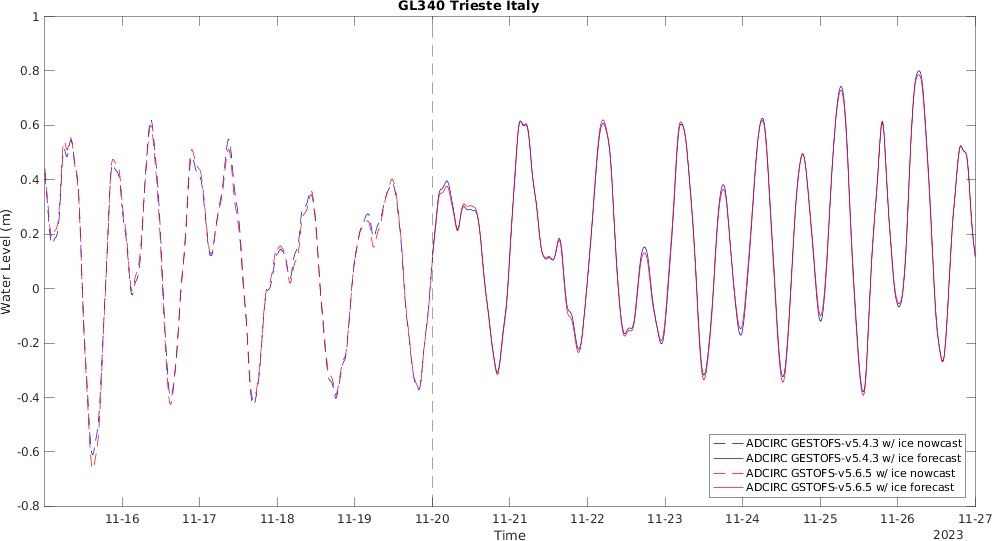 GL340 Trieste Italy
1
0.8
0.6
0.4
0.2
0
-0.2
-0.4
-0.6
-0.8
Water Level (m)
ADCIRC GESTOFS-v5.4.3 w/ ice nowcast
ADCIRC GESTOFS-v5.4.3 w/ ice forecast
ADCIRC GSTOFS-v5.6.5 w/ ice nowcast
ADCIRC GSTOFS-v5.6.5 w/ ice forecast
11-16 11-17 11-18 11-19 11-20 11-21 11-22 11-23 11-24 11-25 11-26 11-27
Time
2023